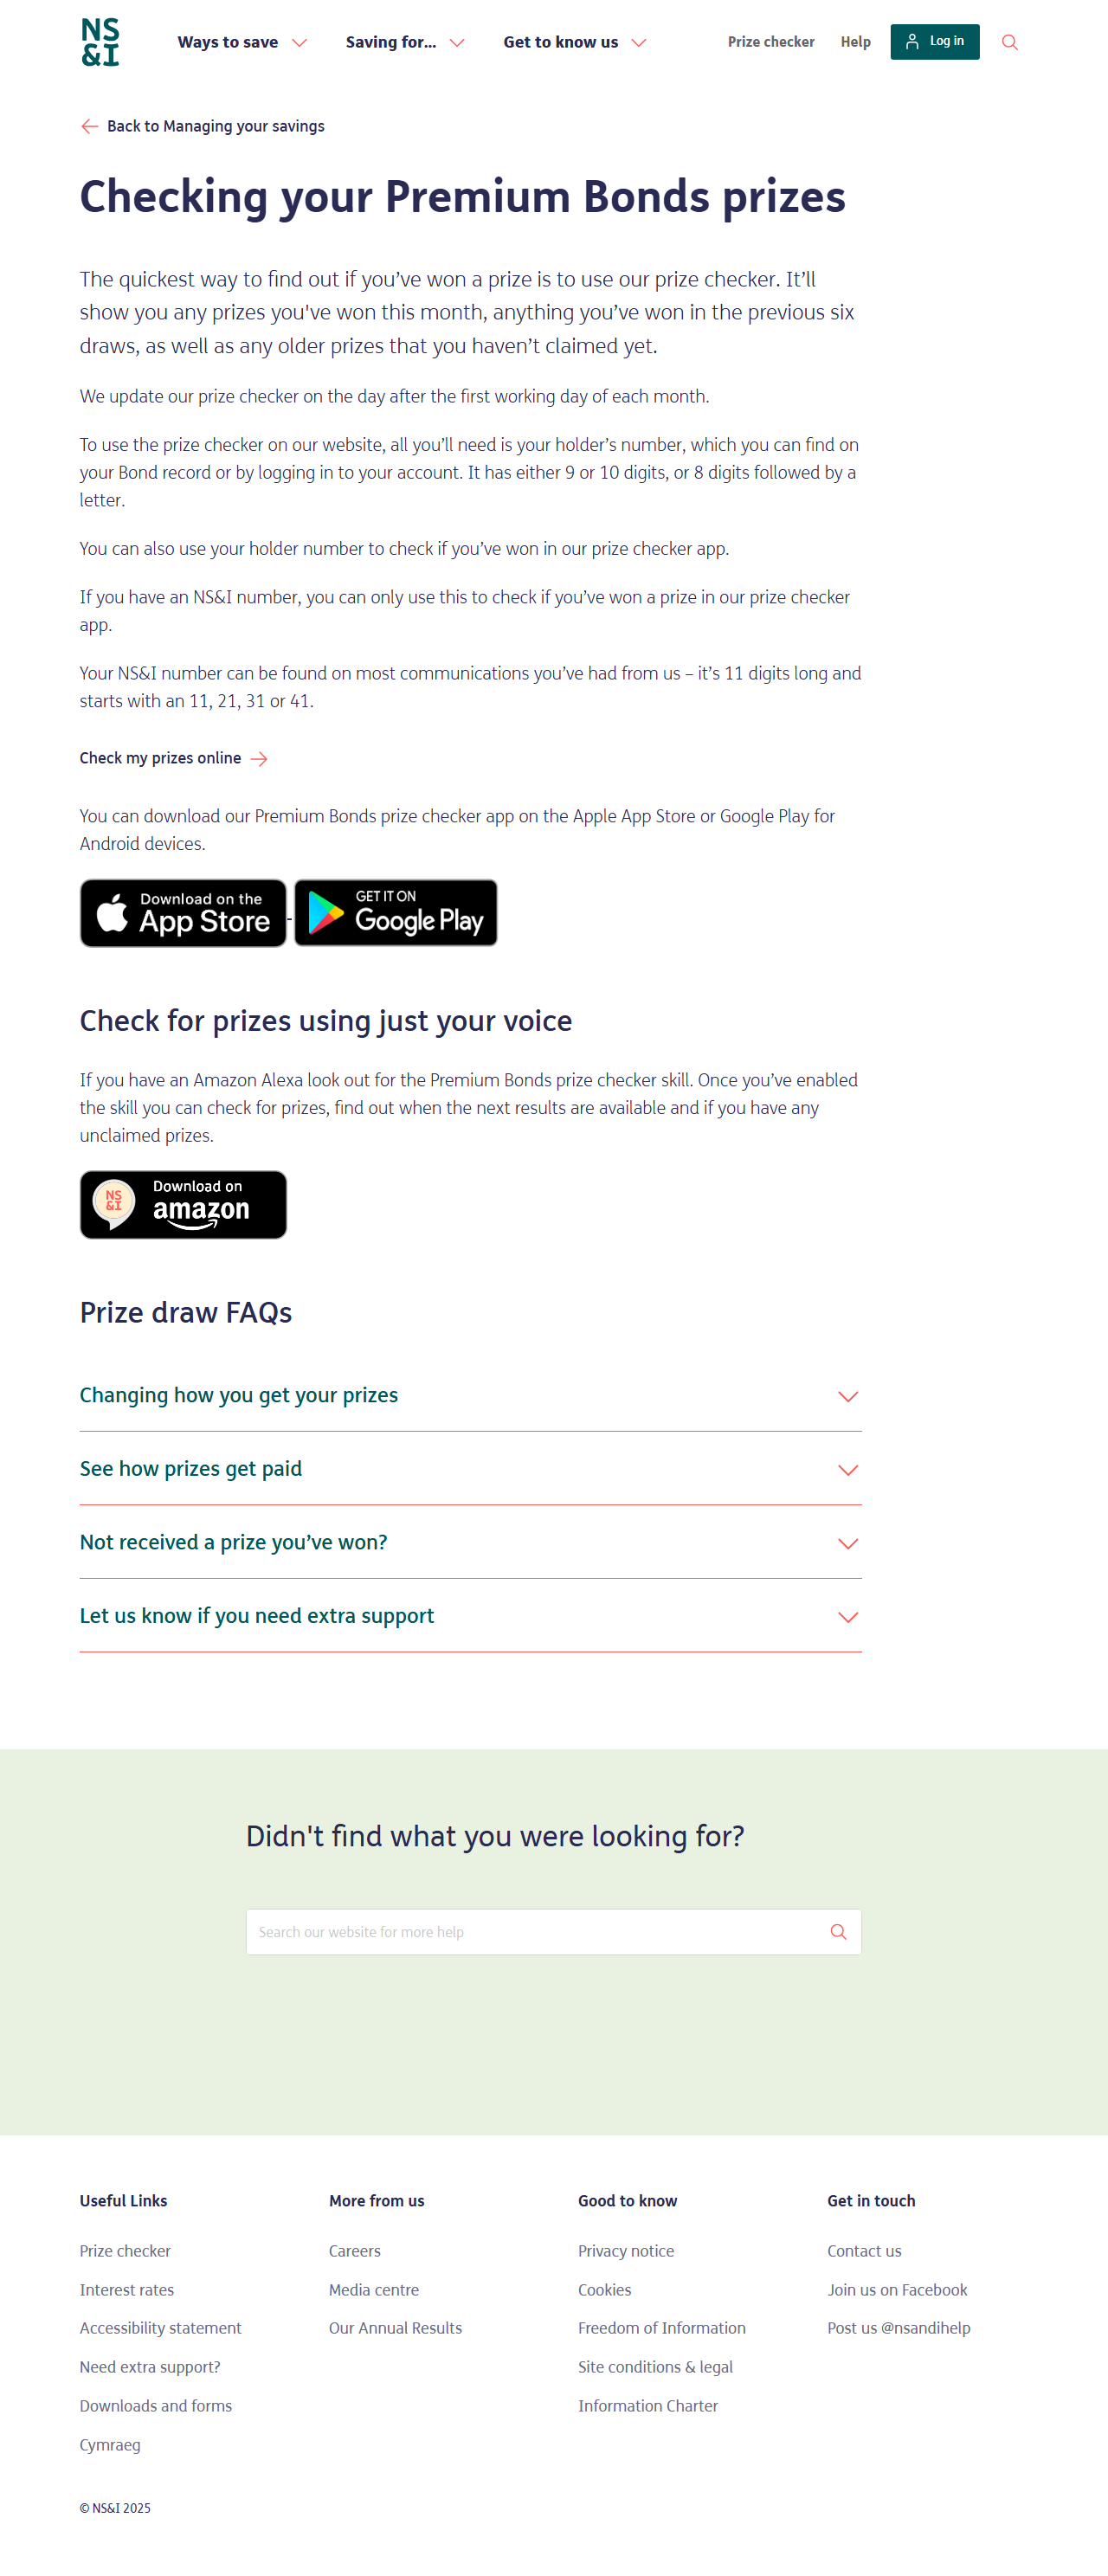 NS
&I
Ways to save
Saving for...
Get to know us
Prize checker
Help
Log in
Back to Managing your savings
Checking your Premium Bonds prizes
The quickest way to find out if you’ve won a prize is to use our prize checker. It’ll
show you any prizes you've won this month, anything you’ve won in the previous six
draws, as well as any older prizes that you haven’t claimed yet.
We update our prize checker on the day after the first working day of each month.
To use the prize checker on our website, all you’ll need is your holder’s number, which you can find on
your Bond record or by logging in to your account. It has either 9 or 10 digits, or 8 digits followed by a
letter.
You can also use your holder number to check if you’ve won in our prize checker app.
If you have an NS&I number, you can only use this to check if you’ve won a prize in our prize checker
app.
Your NS&I number can be found on most communications you’ve had from us – it’s 11 digits long and
starts with an 11, 21, 31 or 41.
Check my prizes online
You can download our Premium Bonds prize checker app on the Apple App Store or Google Play for
Android devices.
Download on the
App Store
GET IT ON
Google Play
Check for prizes using just your voice
If you have an Amazon Alexa look out for the Premium Bonds prize checker skill. Once you’ve enabled
the skill you can check for prizes, find out when the next results are available and if you have any
unclaimed prizes.
NS
&I
Download on
amazon
Prize draw FAQs
Changing how you get your prizes
See how prizes get paid
Not received a prize you’ve won?
Let us know if you need extra support
Didn't find what you were looking for?
Search our website for more help
Useful Links
Prize checker
Interest rates
Accessibility statement
Need extra support?
Downloads and forms
Cymraeg
More from us
Careers
Media centre
Our Annual Results
Good to know
Privacy notice
Cookies
Freedom of Information
Site conditions & legal
Information Charter
Get in touch
Contact us
Join us on Facebook
Post us @nsandihelp
© NS&I 2025